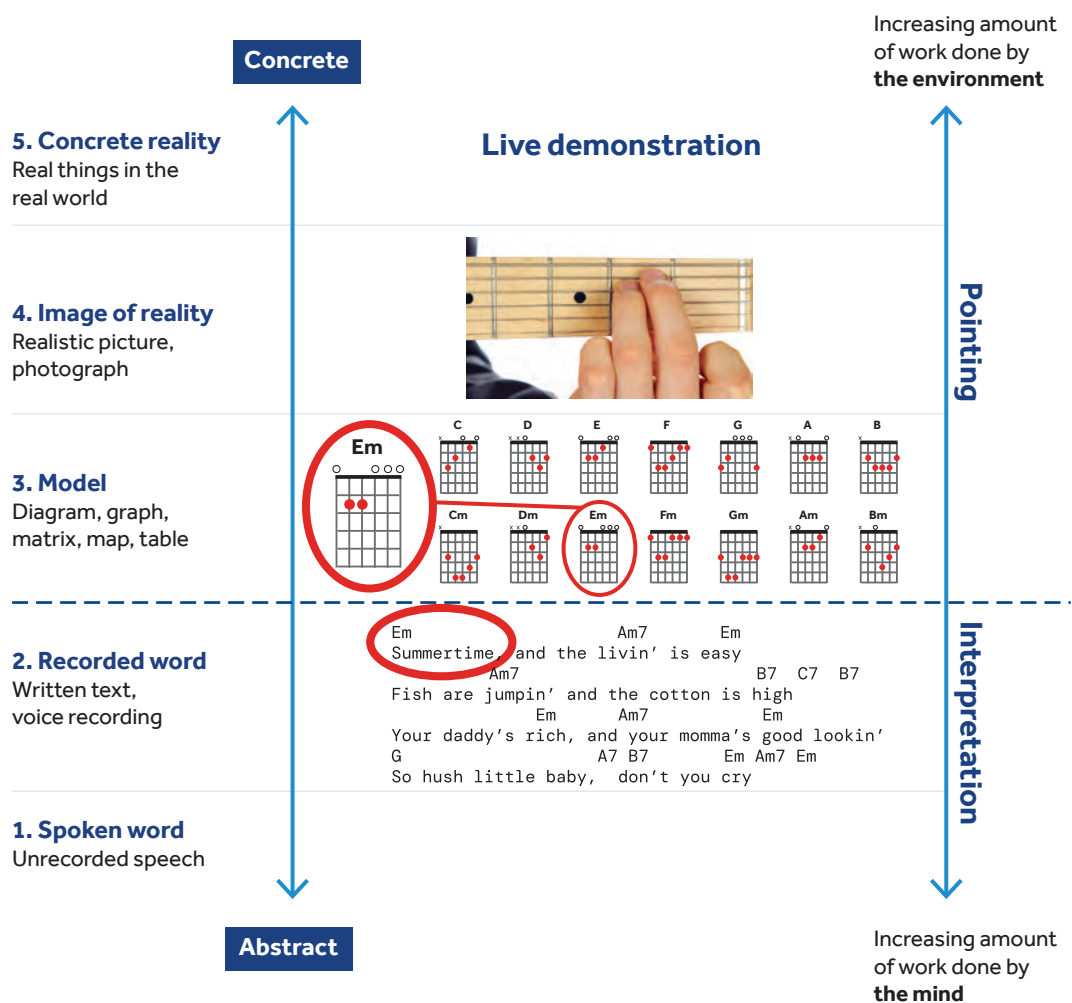 Concrete
Increasing amount
of work done by
the environment
5. Concrete reality
Real things in the
real world
Live demonstration
4. Image of reality
Realistic picture,
photograph
Pointing
3. Model
Diagram, graph,
matrix, map, table
Em
o o o o
C D E F G A B
x o o
x x o
o o o
o o o
x o o
x
Cm Dm Em Fm Gm Am Bm
x
x x o
o o o o
x o o
x o
2. Recorded word
Written text,
voice recording
Em Am7 Em
Summertime, and the livin’ is easy
Am7 B7 C7 B7
Fish are jumpin’ and the cotton is high
Em Am7 Em
Your daddy’s rich, and your momma’s good lookin’
G A7 B7 Em Am7 Em
So hush little baby, don’t you cry
Interpretation
1. Spoken word
Unrecorded speech
Abstract
Increasing amount
of work done by
the mind